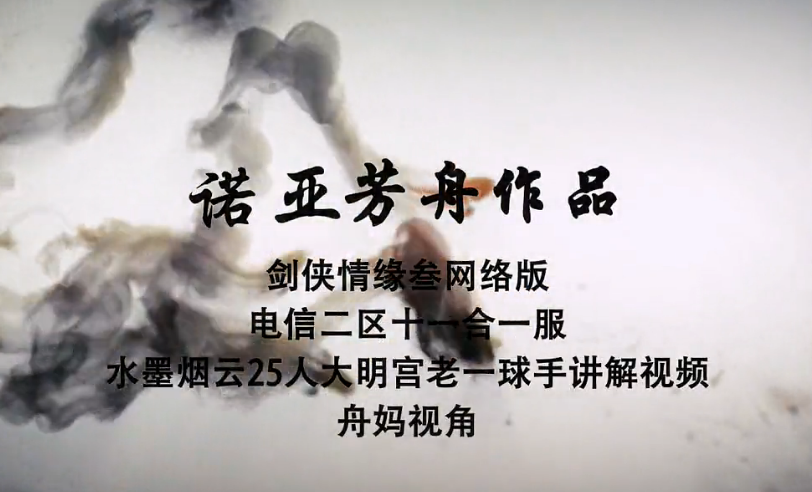 诺亚芳舟作品
剑侠情缘叁网络版
电信二区十一合一服
水墨烟云25人大明宫老一球手讲解视频
舟妈视角